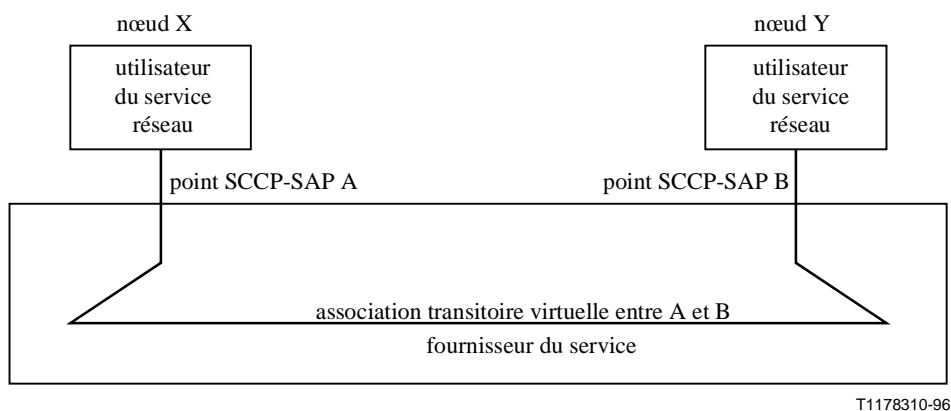 nœud X
nœud Y
utilisateur
du service
réseau
utilisateur
du service
réseau
point SCCP-SAP A
point SCCP-SAP B
association transitoire virtuelle entre A et B
fournisseur du service
T1178310-96